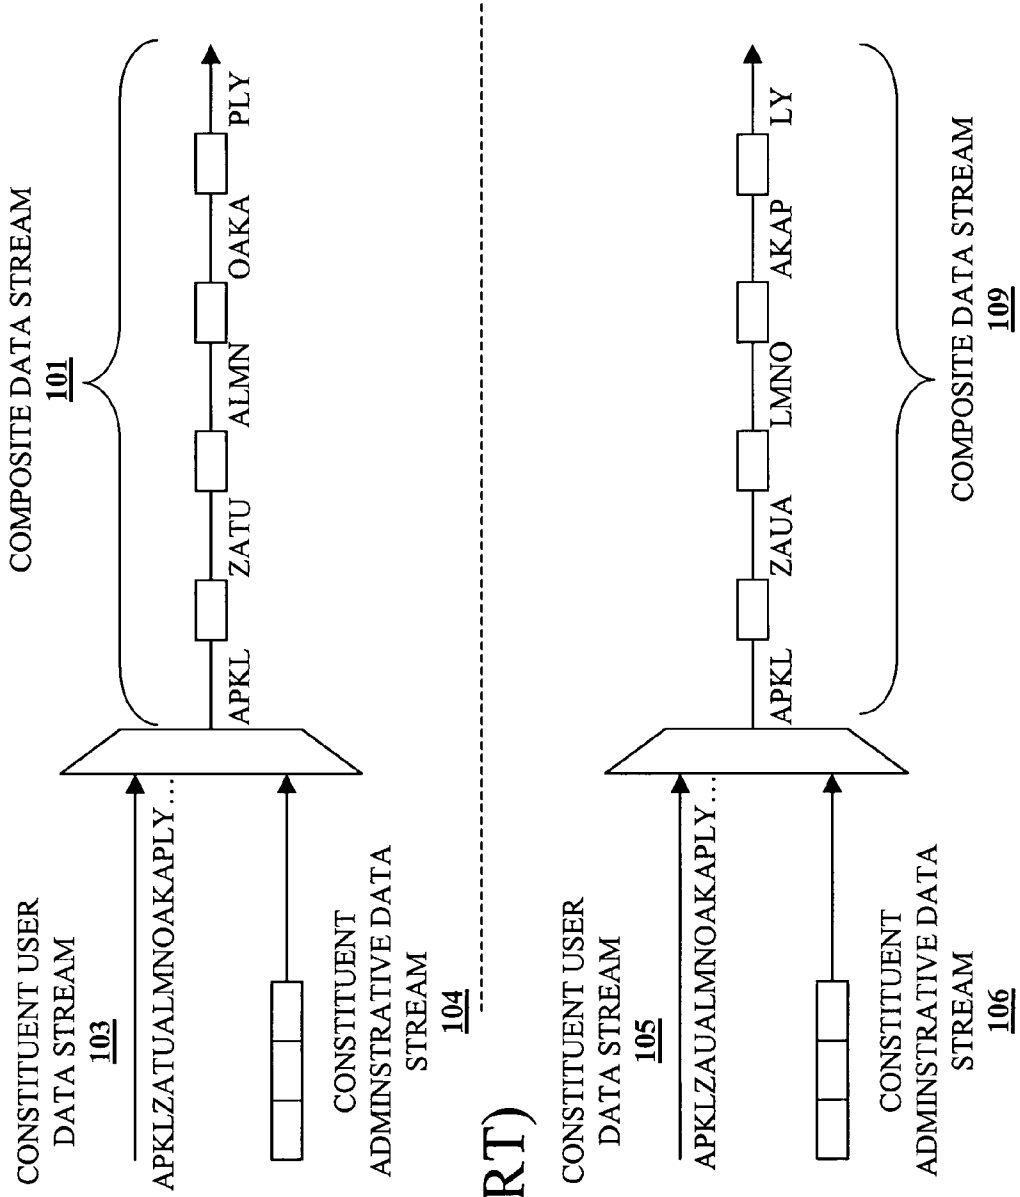 CONSTITUENT USER
DATA STREAM
103
APKLZATUALMNOAKAPLY...
CONSTITUENT
ADMINSTRATIVE DATA
STREAM
104
COMPOSITE DATA STREAM
101
APKL
ZATU
ALMN
OAKA
PLY
RT)
CONSTITUENT USER
DATA STREAM
105
APKLZAUALMNOAKAPLY...
CONSTITUENT
ADMINSTRATIVE DATA
STREAM
106
APKL
ZAUA
LMNO
AKAP
LY
COMPOSITE DATA STREAM
109